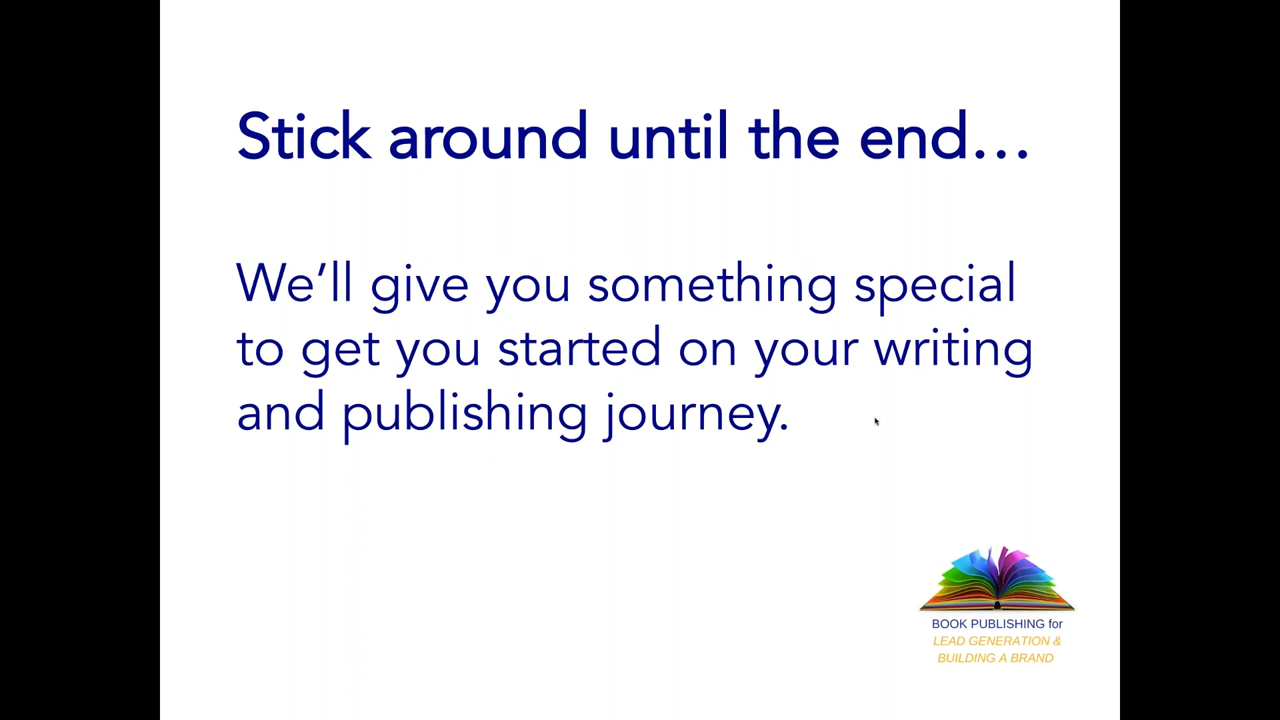 Stick around until the end…
We’ll give you something special
to get you started on your writing
and publishing journey.
BOOK PUBLISHING for
LEAD GENERATION &
BUILDING A BRAND